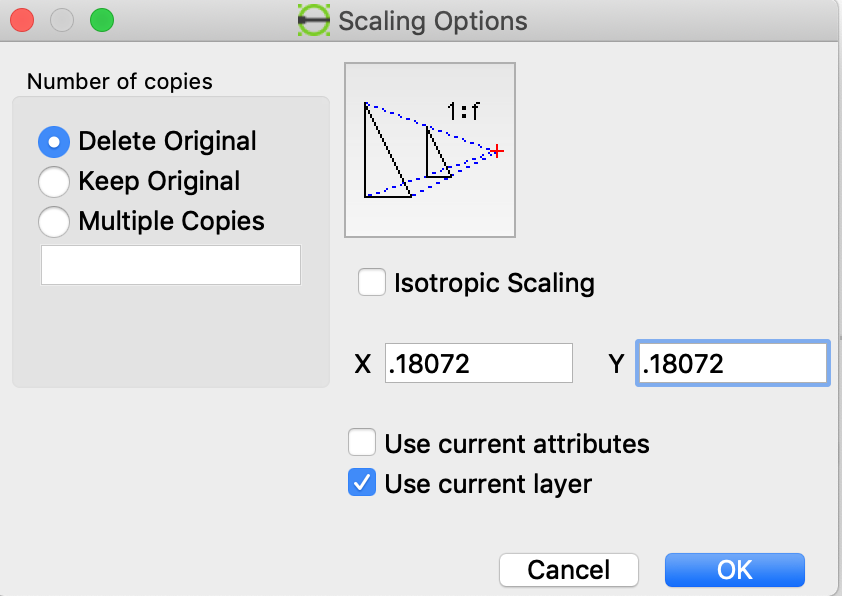 Scaling Options
Number of copies
Delete Original
Keep Original
Multiple Copies
1:f
Isotropic Scaling
X .18072 Y .18072
Use current attributes
Use current layer
Cancel OK